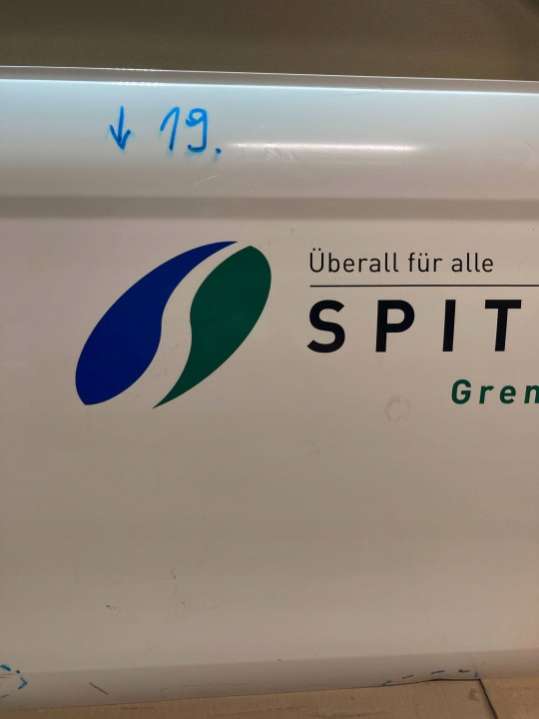 ↓ 19.
Überall für alle
SPIT
Gren